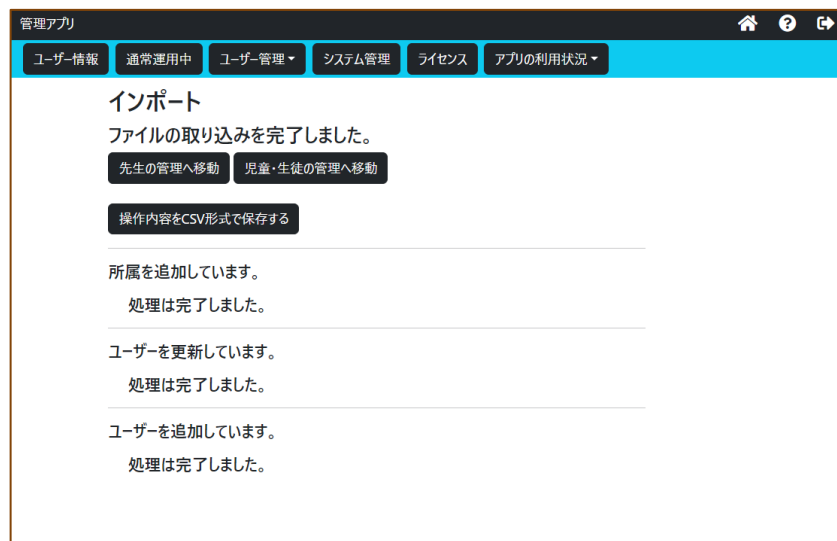 管理アプリ
ユーザー情報 通常運用中 ユーザー管理 システム管理 ライセンス アプリの利用状況
インポート
ファイルの取り込みを完了しました。
先生の管理へ移動 児童・生徒の管理へ移動
操作内容をCSV形式で保存する
所属を追加しています。
処理は完了しました。
ユーザーを更新しています。
処理は完了しました。
ユーザーを追加しています。
処理は完了しました。